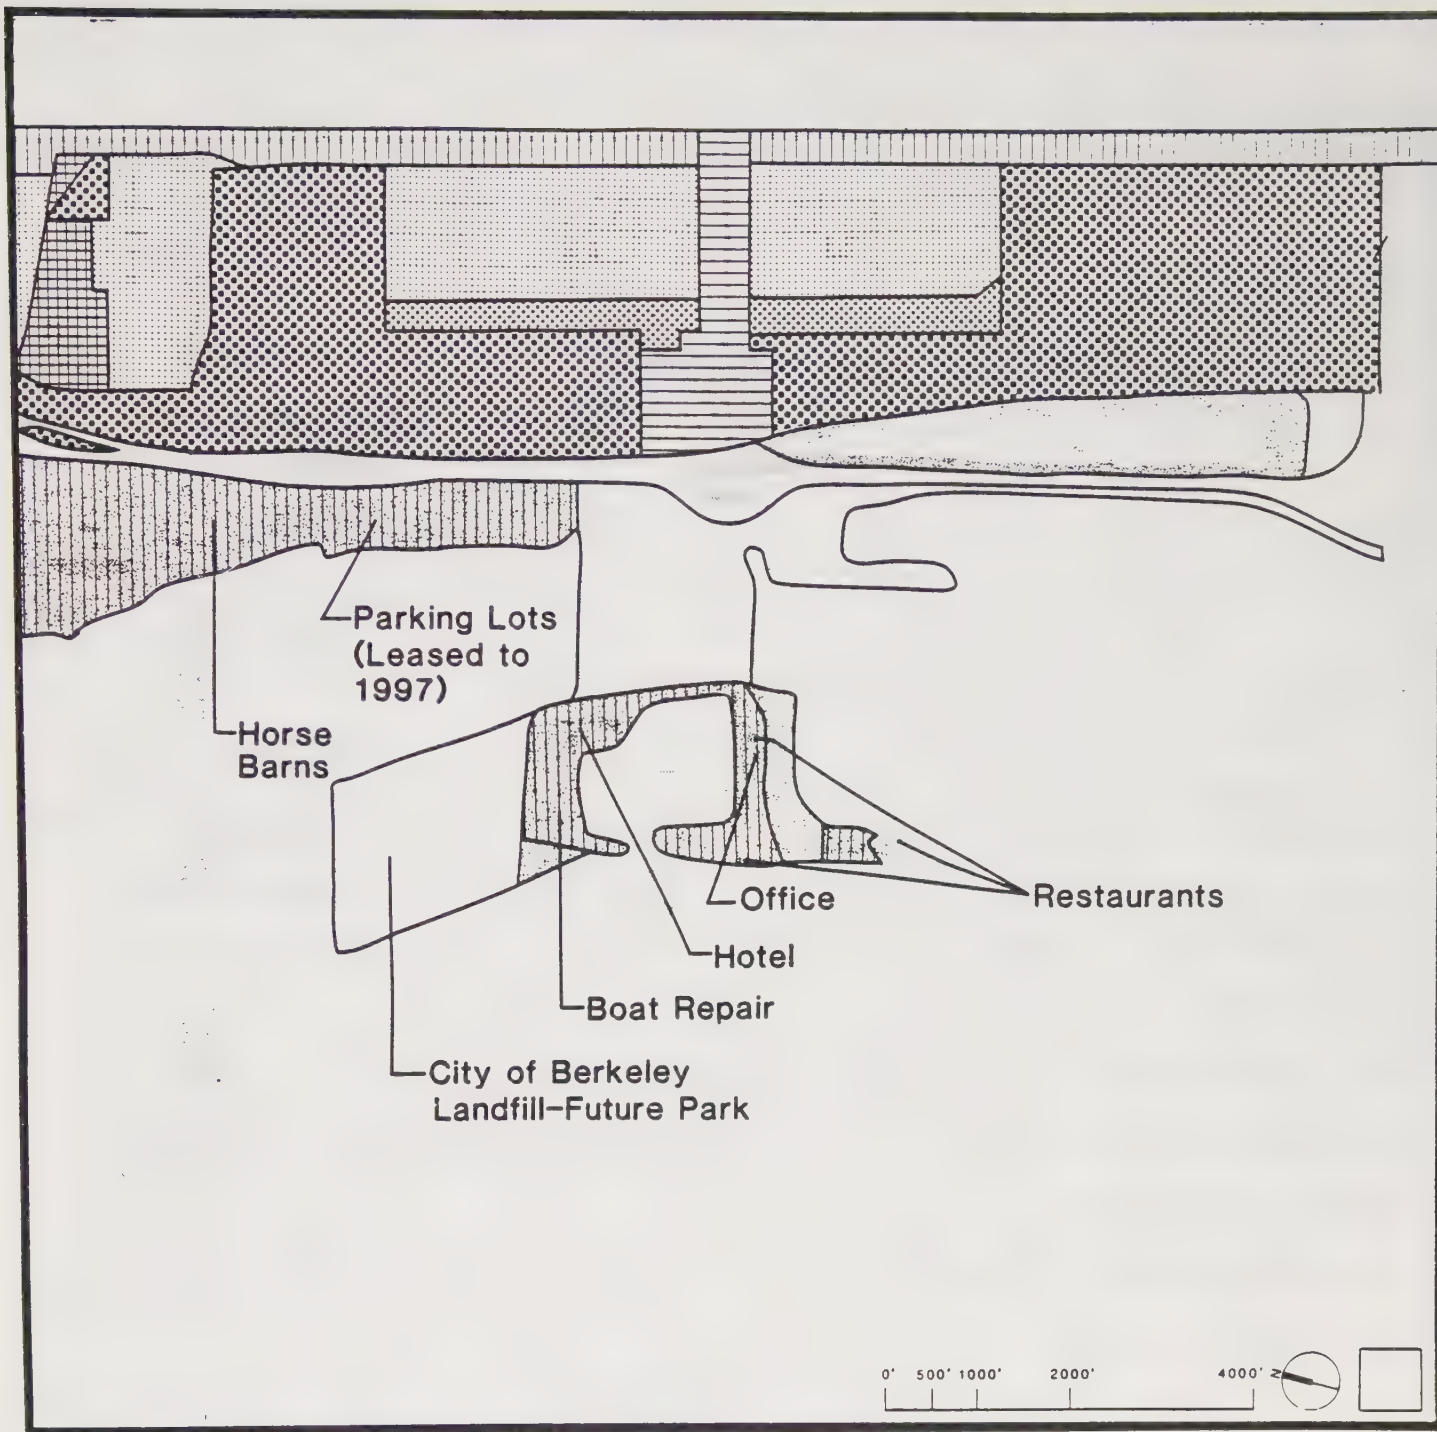 Parking Lots
(Leased to
1997)
Horse
Barns
Office
Restaurants
Hotel
Boat Repair
City of Berkeley
Landfill-Future Park
0' 500' 1000' 2000' 4000' N